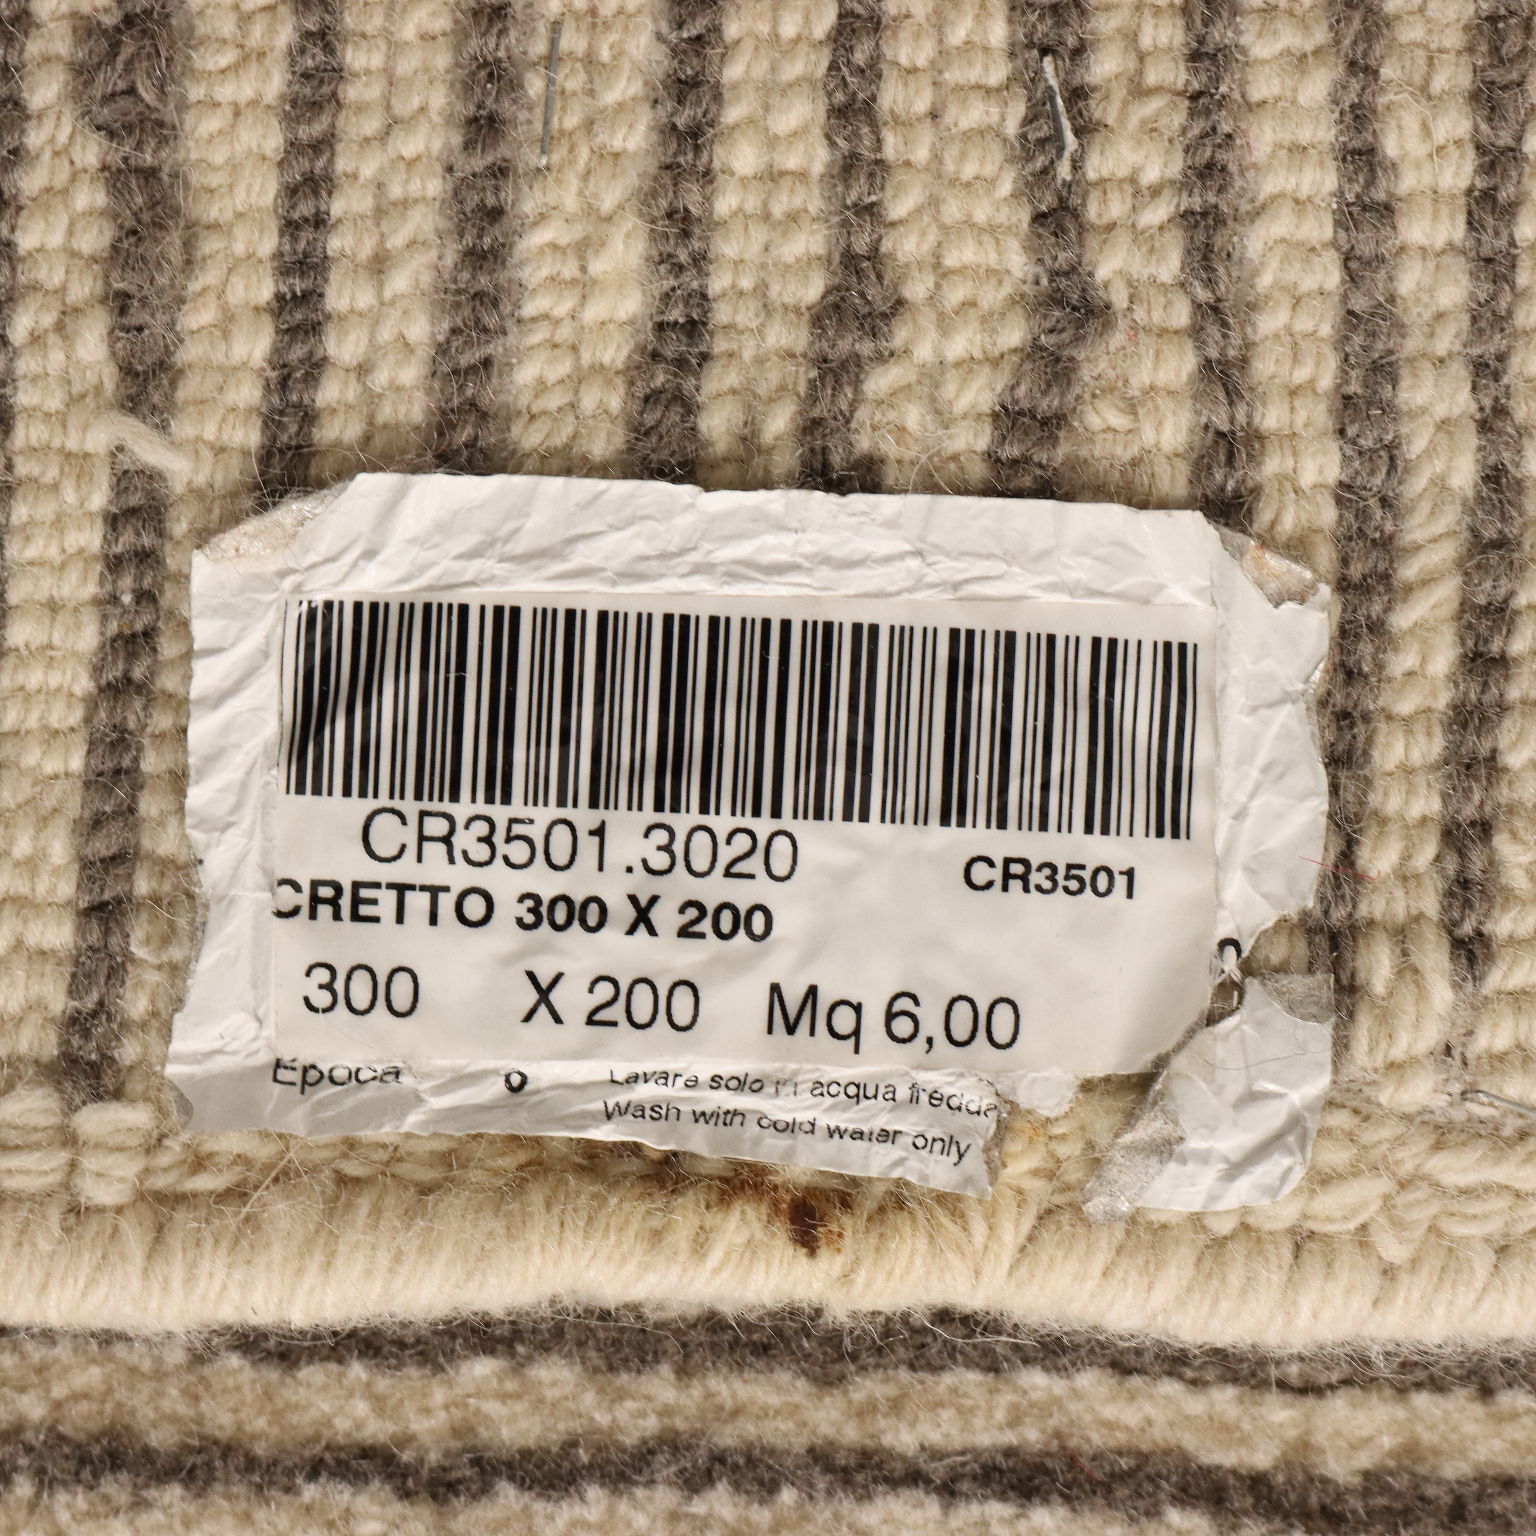 CR3501.3020
CR3501
CRETTO 300 X 200
300 X 200 Mq 6,00
Epoca
Lavare solo in acqua fredda
Wash with cold water only